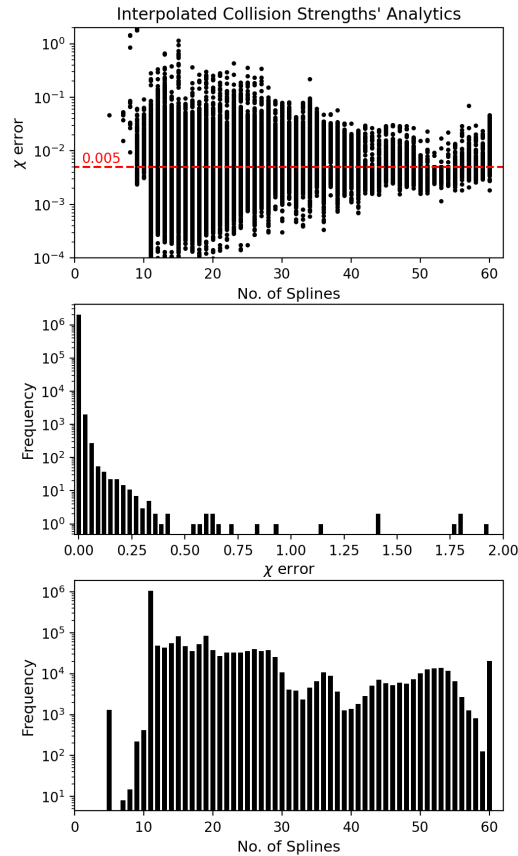 Interpolated Collision Strengths' Analytics
10⁰
10⁻¹
10⁻²
10⁻³
10⁻⁴
χ error
0.005
0 10 20 30 40 50 60
No. of Splines
10⁶
10⁵
10⁴
10³
10²
10¹
10⁰
Frequency
0.00 0.25 0.50 0.75 1.00 1.25 1.50 1.75 2.00
χ error
10⁶
10⁵
10⁴
10³
10²
10¹
Frequency
0 10 20 30 40 50 60
No. of Splines